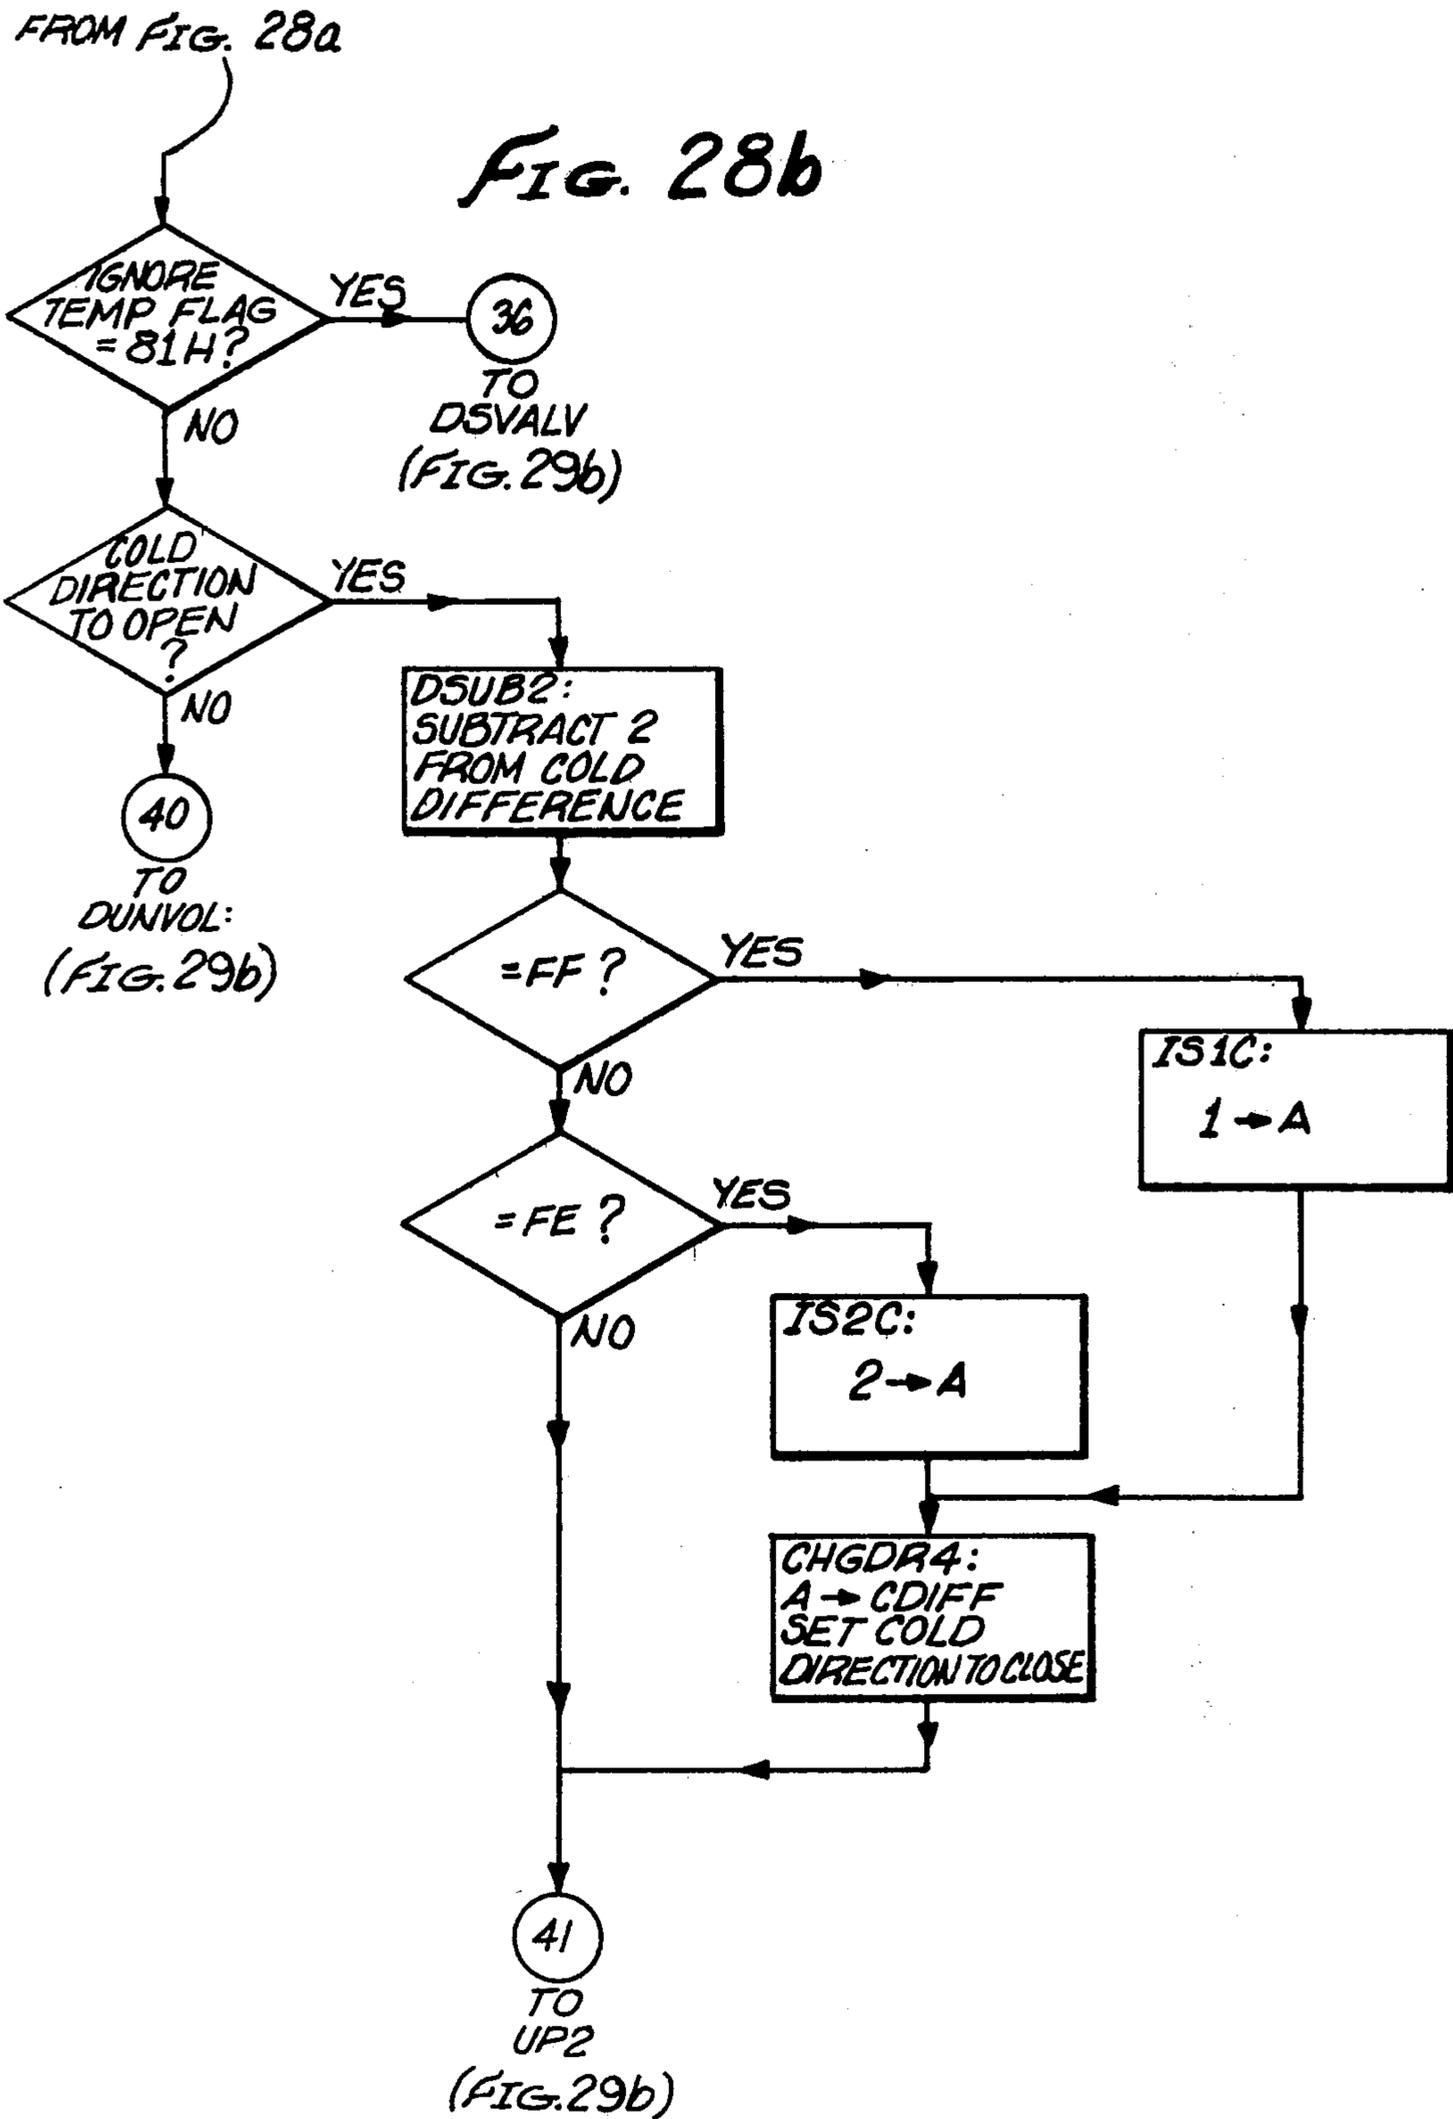 FROM FIG. 28a
FIG. 28b
IGNORE
TEMP FLAG
= 81H?
YES
36
TO
DSVALV
(FIG. 29b)
NO
COLD
DIRECTION
TO OPEN
?
YES
NO
40
TO
DUNVOL:
(FIG. 29b)
DSUB2:
SUBTRACT 2
FROM COLD
DIFFERENCE
=FF ?
YES
NO
IS1C:
1→A
=FE ?
YES
NO
IS2C:
2→A
CHGDR4:
A→CDIFF
SET COLD
DIRECTION TO CLOSE
41
TO
UP2
(FIG. 29b)